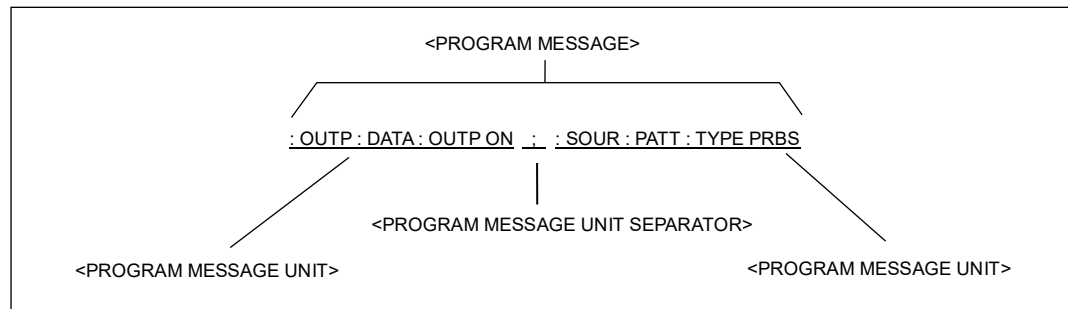 <PROGRAM MESSAGE>
: OUTP : DATA : OUTP ON ; : SOUR : PATT : TYPE PRBS
<PROGRAM MESSAGE UNIT SEPARATOR>
<PROGRAM MESSAGE UNIT> <PROGRAM MESSAGE UNIT>